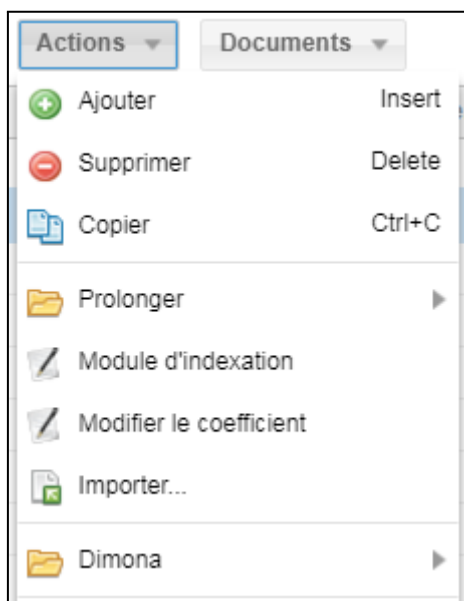 Actions Documents
Ajouter Insert
Supprimer Delete
Copier Ctrl+C
Prolonger
Module d'indexation
Modifier le coefficient
Importer...
Dimona